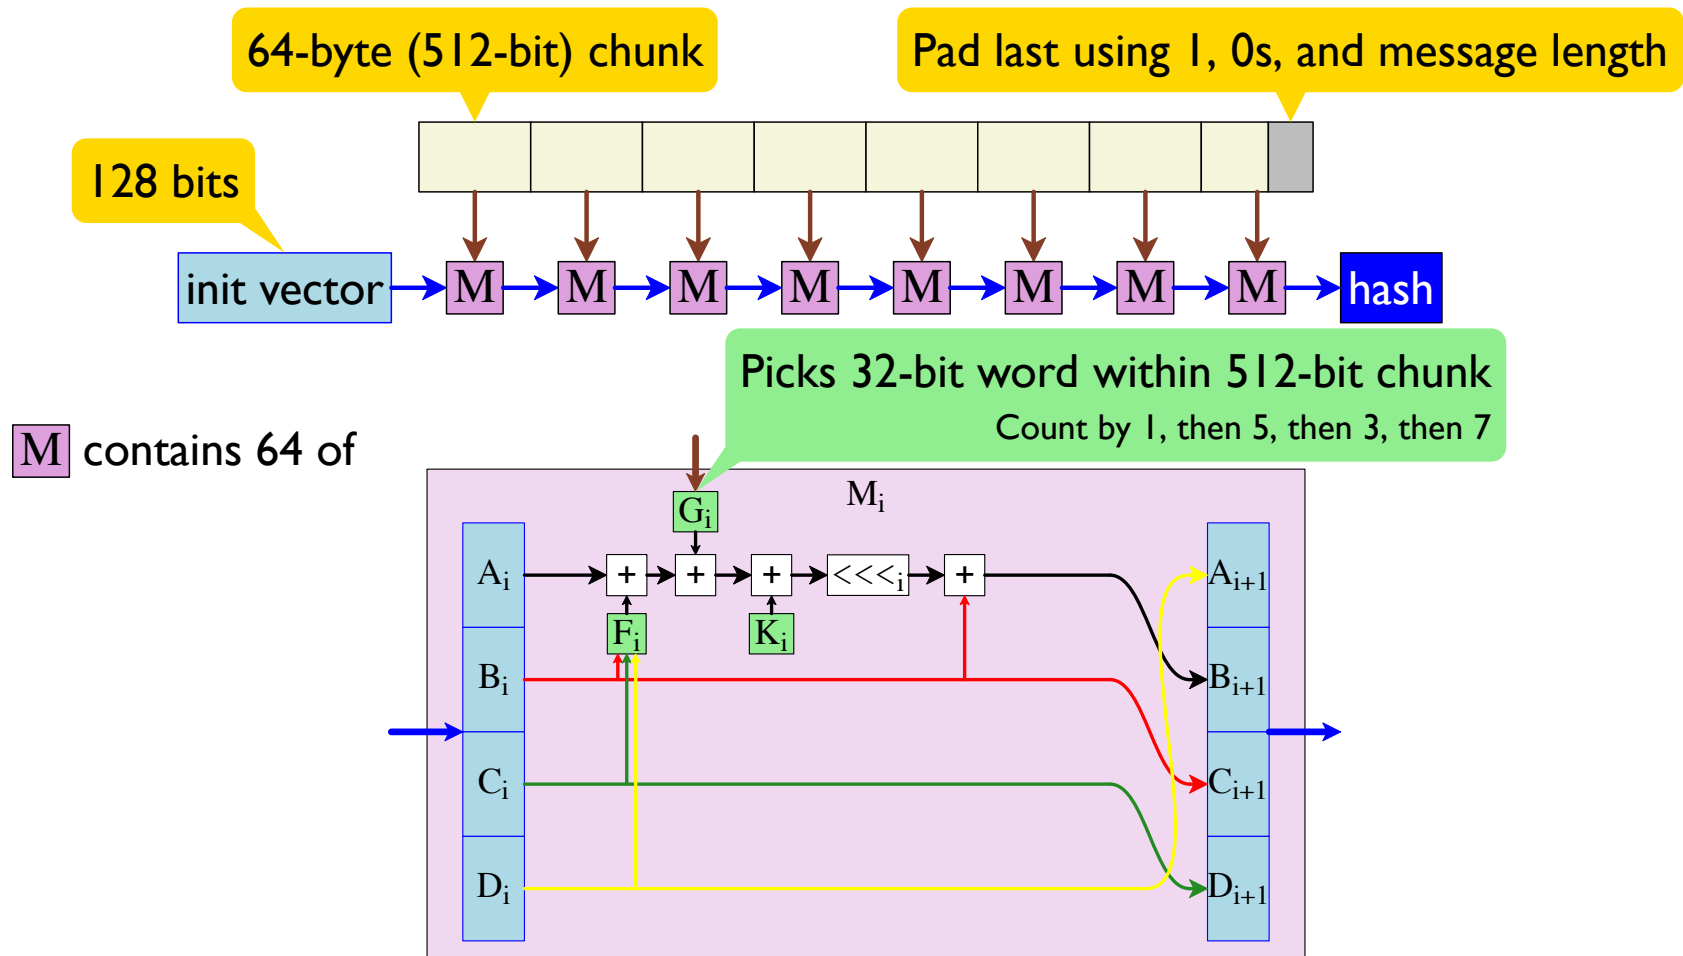 64-byte (512-bit) chunk
Pad last using 1, 0s, and message length
128 bits
init vector
M
M
M
M
M
M
M
M
hash
Picks 32-bit word within 512-bit chunk
Count by 1, then 5, then 3, then 7
M contains 64 of
Mi
Gi
Ai
+
+
+
<<<i
+
Ai+1
Fi
Ki
Bi
Bi+1
Ci
Ci+1
Di
Di+1